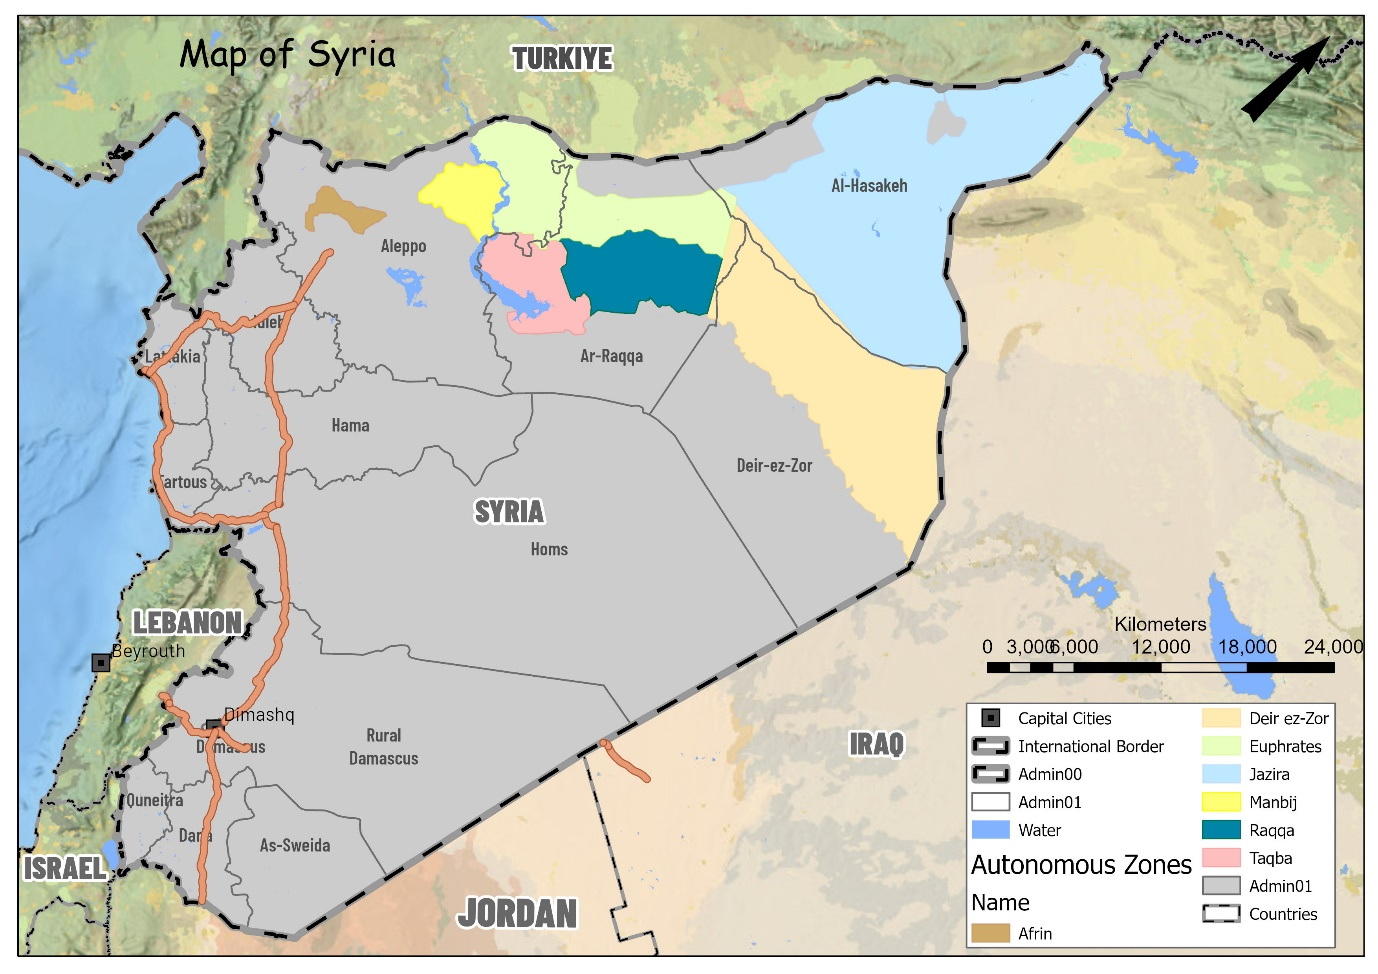 Map of Syria
TURKIYE
Al-Hasakeh
Aleppo
Ar-Raqqa
Hama
Deir-ez-Zor
SYRIA
Homs
LEBANON
Beyrouth
Dimashq
Rural
Damascus
Quneitra
As-Sweida
ISRAEL
JORDAN
IRAQ
Kilometers
0 3,000 6,000 12,000 18,000 24,000
Capital Cities
International Border
Admin00
Admin01
Water
Autonomous Zones
Name
Afrin
Deir ez-Zor
Euphrates
Jazira
Manbij
Raqqa
Taqba
Admin01
Countries